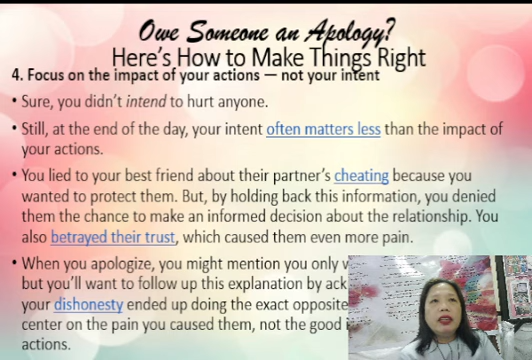 Owe Someone an Apology?
Here's How to Make Things Right
4. Focus on the impact of your actions — not your intent
• Sure, you didn't intend to hurt anyone.
• Still, at the end of the day, your intent often matters less than the impact of
your actions.
• You lied to your best friend about their partner's cheating because you
wanted to protect them. But, by holding back this information, you denied
them the chance to make an informed decision about the relationship. You
also betrayed their trust, which caused them even more pain.
• When you apologize, you might mention you only
but you'll want to follow up this explanation by
your dishonesty ended up doing the exact opposite
center on the pain you caused them, not the good
actions.